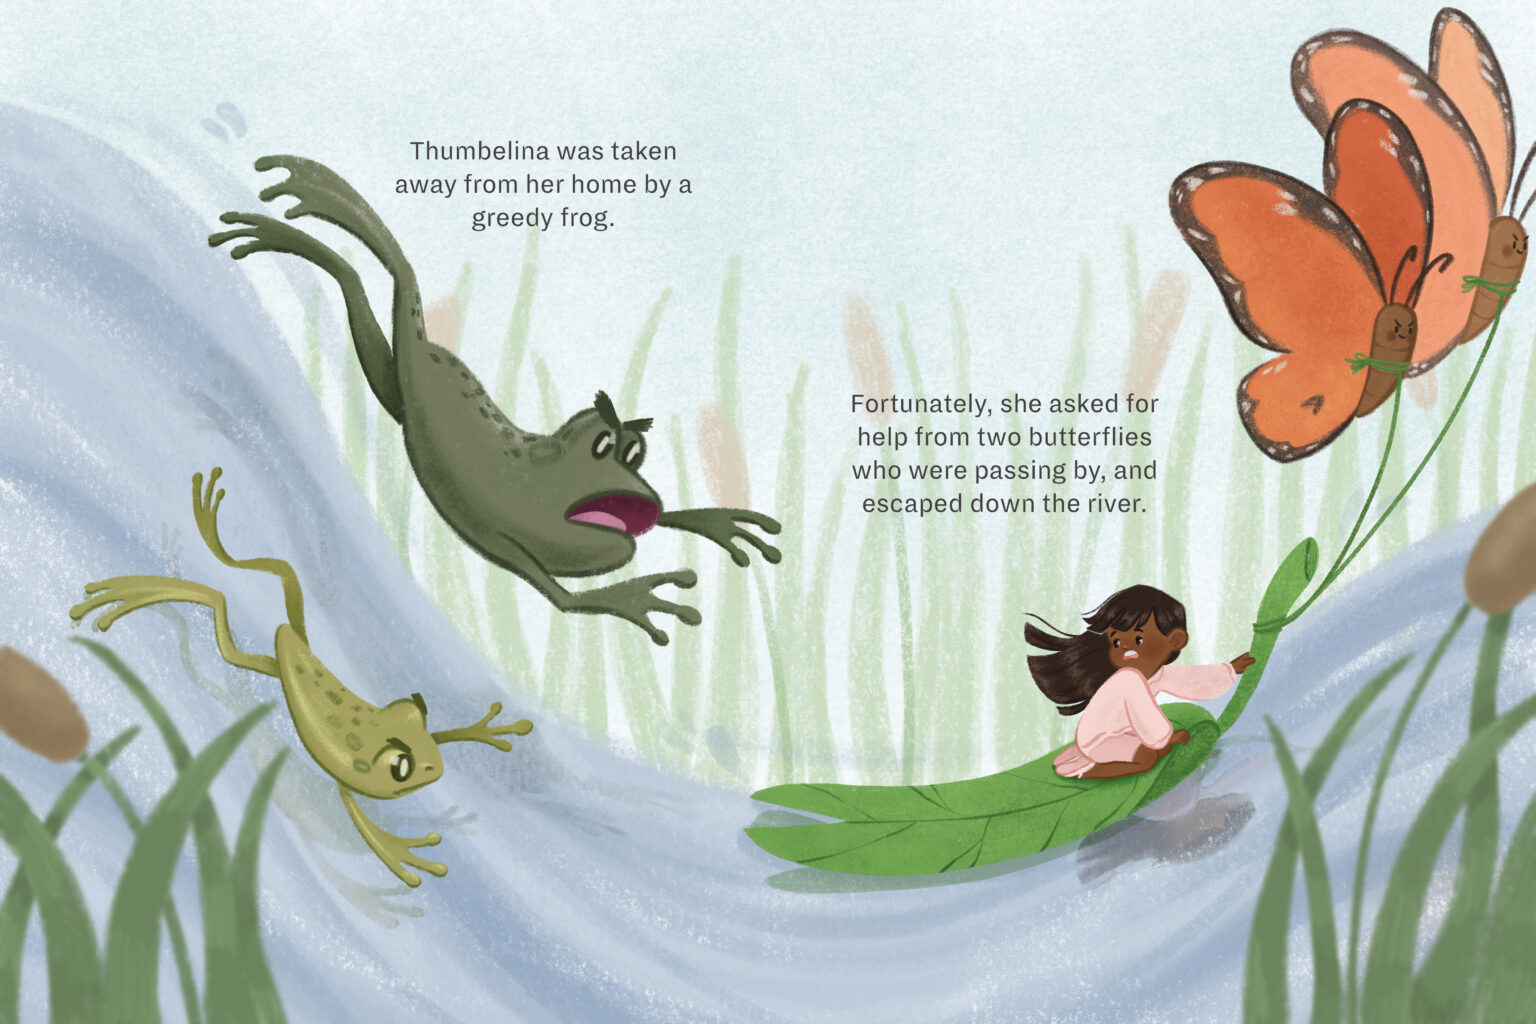 Thumbelina was taken
away from her home by a
greedy frog.
Fortunately, she asked for
help from two butterflies
who were passing by, and
escaped down the river.